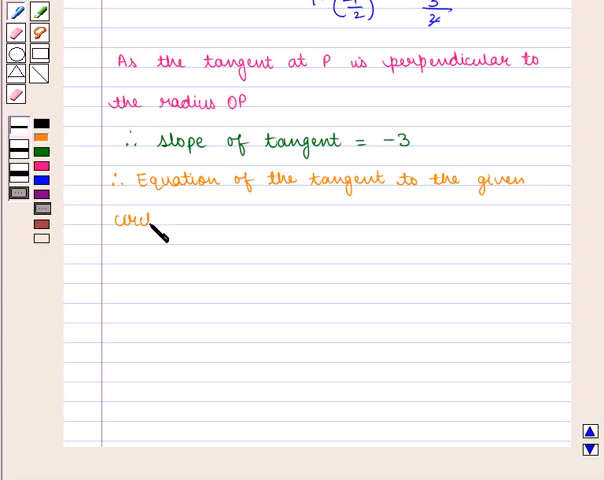 As the tangent at P is perpendicular to
the radius OP
∴ slope of tangent = -3
∴ Equation of the tangent to the given
circl